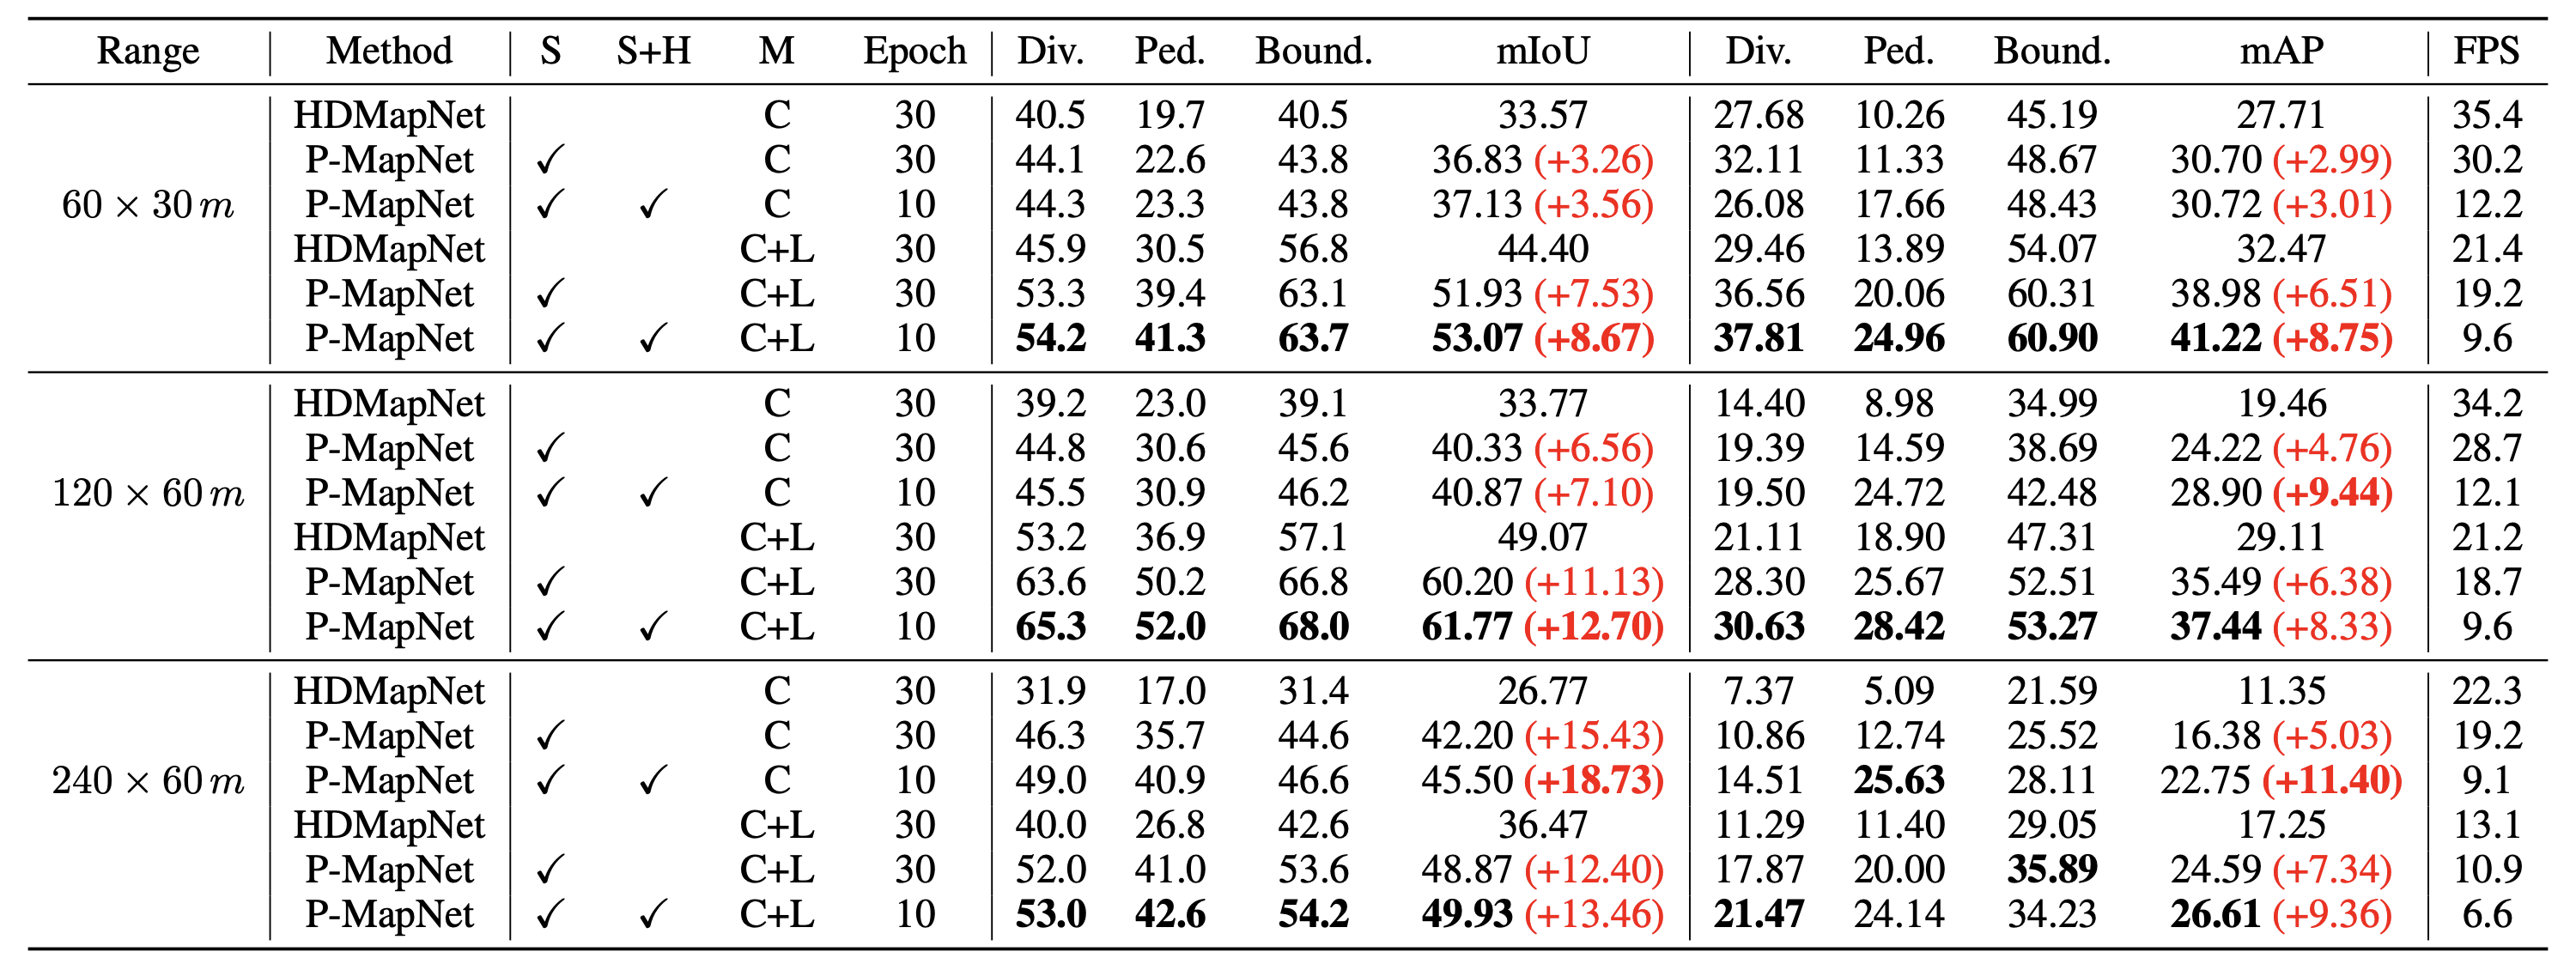 Range Method S S+H M Epoch Div. Ped. Bound. mIoU Div. Ped. Bound. mAP FPS
HDMapNet C 30 40.5 19.7 40.5 33.57 27.68 10.26 45.19 27.71 35.4
P-MapNet ✓ C 30 44.1 22.6 43.8 36.83 (+3.26) 32.11 11.33 48.67 30.70 (+2.99) 30.2
60 × 30 m P-MapNet ✓ ✓ C 10 44.3 23.3 43.8 37.13 (+3.56) 26.08 17.66 48.43 30.72 (+3.01) 12.2
HDMapNet C+L 30 45.9 30.5 56.8 44.40 29.46 13.89 54.07 32.47 21.4
P-MapNet ✓ C+L 30 53.3 39.4 63.1 51.93 (+7.53) 36.56 20.06 60.31 38.98 (+6.51) 19.2
P-MapNet ✓ ✓ C+L 10 54.2 41.3 63.7 53.07 (+8.67) 37.81 24.96 60.90 41.22 (+8.75) 9.6
HDMapNet C 30 39.2 23.0 39.1 33.77 14.40 8.98 34.99 19.46 34.2
P-MapNet ✓ C 30 44.8 30.6 45.6 40.33 (+6.56) 19.39 14.59 38.69 24.22 (+4.76) 28.7
120 × 60 m P-MapNet ✓ ✓ C 10 45.5 30.9 46.2 40.87 (+7.10) 19.50 24.72 42.48 28.90 (+9.44) 12.1
HDMapNet C+L 30 53.2 36.9 57.1 49.07 21.11 18.90 47.31 29.11 21.2
P-MapNet ✓ C+L 30 63.6 50.2 66.8 60.20 (+11.13) 28.30 25.67 52.51 35.49 (+6.38) 18.7
P-MapNet ✓ ✓ C+L 10 65.3 52.0 68.0 61.77 (+12.70) 30.63 28.42 53.27 37.44 (+8.33) 9.6
HDMapNet C 30 31.9 17.0 31.4 26.77 7.37 5.09 21.59 11.35 22.3
P-MapNet ✓ C 30 46.3 35.7 44.6 42.20 (+15.43) 10.86 12.74 25.52 16.38 (+5.03) 19.2
240 × 60 m P-MapNet ✓ ✓ C 10 49.0 40.9 46.6 45.50 (+18.73) 14.51 25.63 28.11 22.75 (+11.40) 9.1
HDMapNet C+L 30 40.0 26.8 42.6 36.47 11.29 11.40 29.05 17.25 13.1
P-MapNet ✓ C+L 30 52.0 41.0 53.6 48.87 (+12.40) 17.87 20.00 35.89 24.59 (+7.34) 10.9
P-MapNet ✓ ✓ C+L 10 53.0 42.6 54.2 49.93 (+13.46) 21.47 24.14 34.23 26.61 (+9.36) 6.6